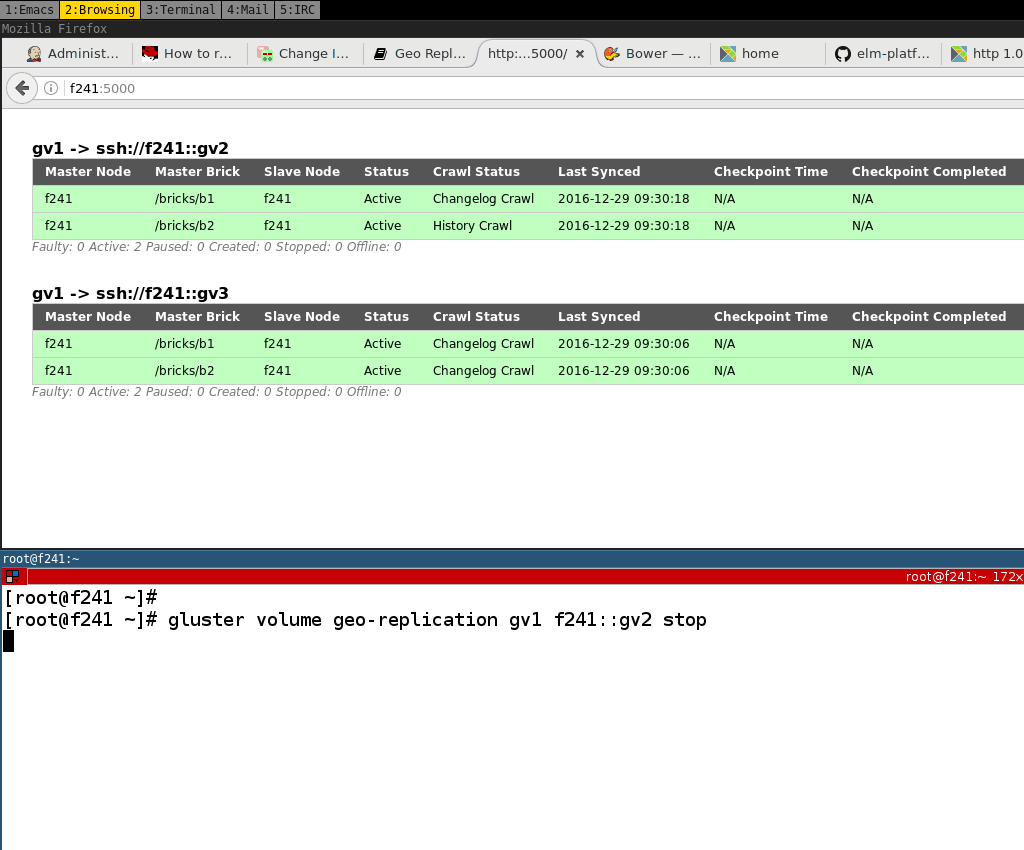 1:Emacs 2:Browsing 3:Terminal 4:Mail 5:IRC
Mozilla Firefox
Administ... How to r... Change I... Geo Repl... http:...5000/ Bower — ... home elm-platf... http 1.0
f241:5000
gv1 -> ssh://f241::gv2
Master Node Master Brick Slave Node Status Crawl Status Last Synced Checkpoint Time Checkpoint Completed
f241 /bricks/b1 f241 Active Changelog Crawl 2016-12-29 09:30:18 N/A N/A
f241 /bricks/b2 f241 Active History Crawl 2016-12-29 09:30:18 N/A N/A
Faulty: 0 Active: 2 Paused: 0 Created: 0 Stopped: 0 Offline: 0
gv1 -> ssh://f241::gv3
Master Node Master Brick Slave Node Status Crawl Status Last Synced Checkpoint Time Checkpoint Completed
f241 /bricks/b1 f241 Active Changelog Crawl 2016-12-29 09:30:06 N/A N/A
f241 /bricks/b2 f241 Active Changelog Crawl 2016-12-29 09:30:06 N/A N/A
Faulty: 0 Active: 2 Paused: 0 Created: 0 Stopped: 0 Offline: 0
root@f241:~
root@f241:~ 172x
[root@f241 ~]#
[root@f241 ~]# gluster volume geo-replication gv1 f241::gv2 stop